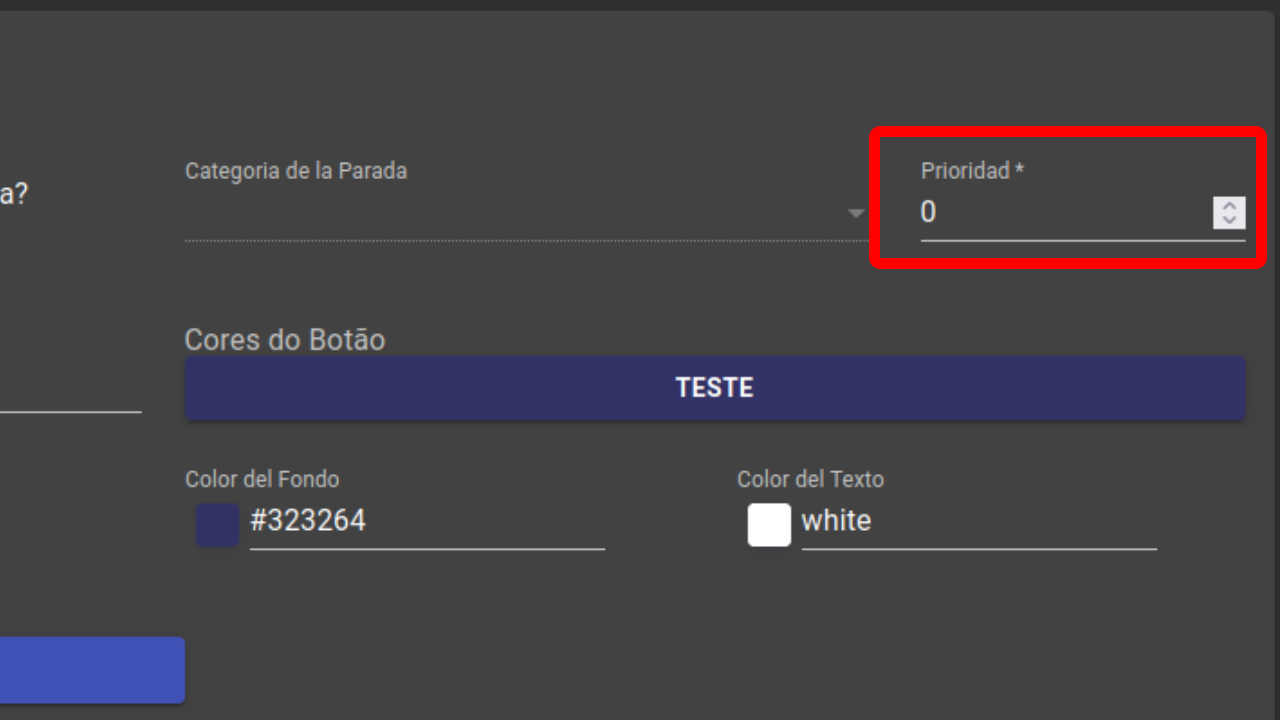 a?
Categoria de la Parada
Prioridad *
0
Cores do Botão
TESTE
Color del Fondo
#323264
Color del Texto
white